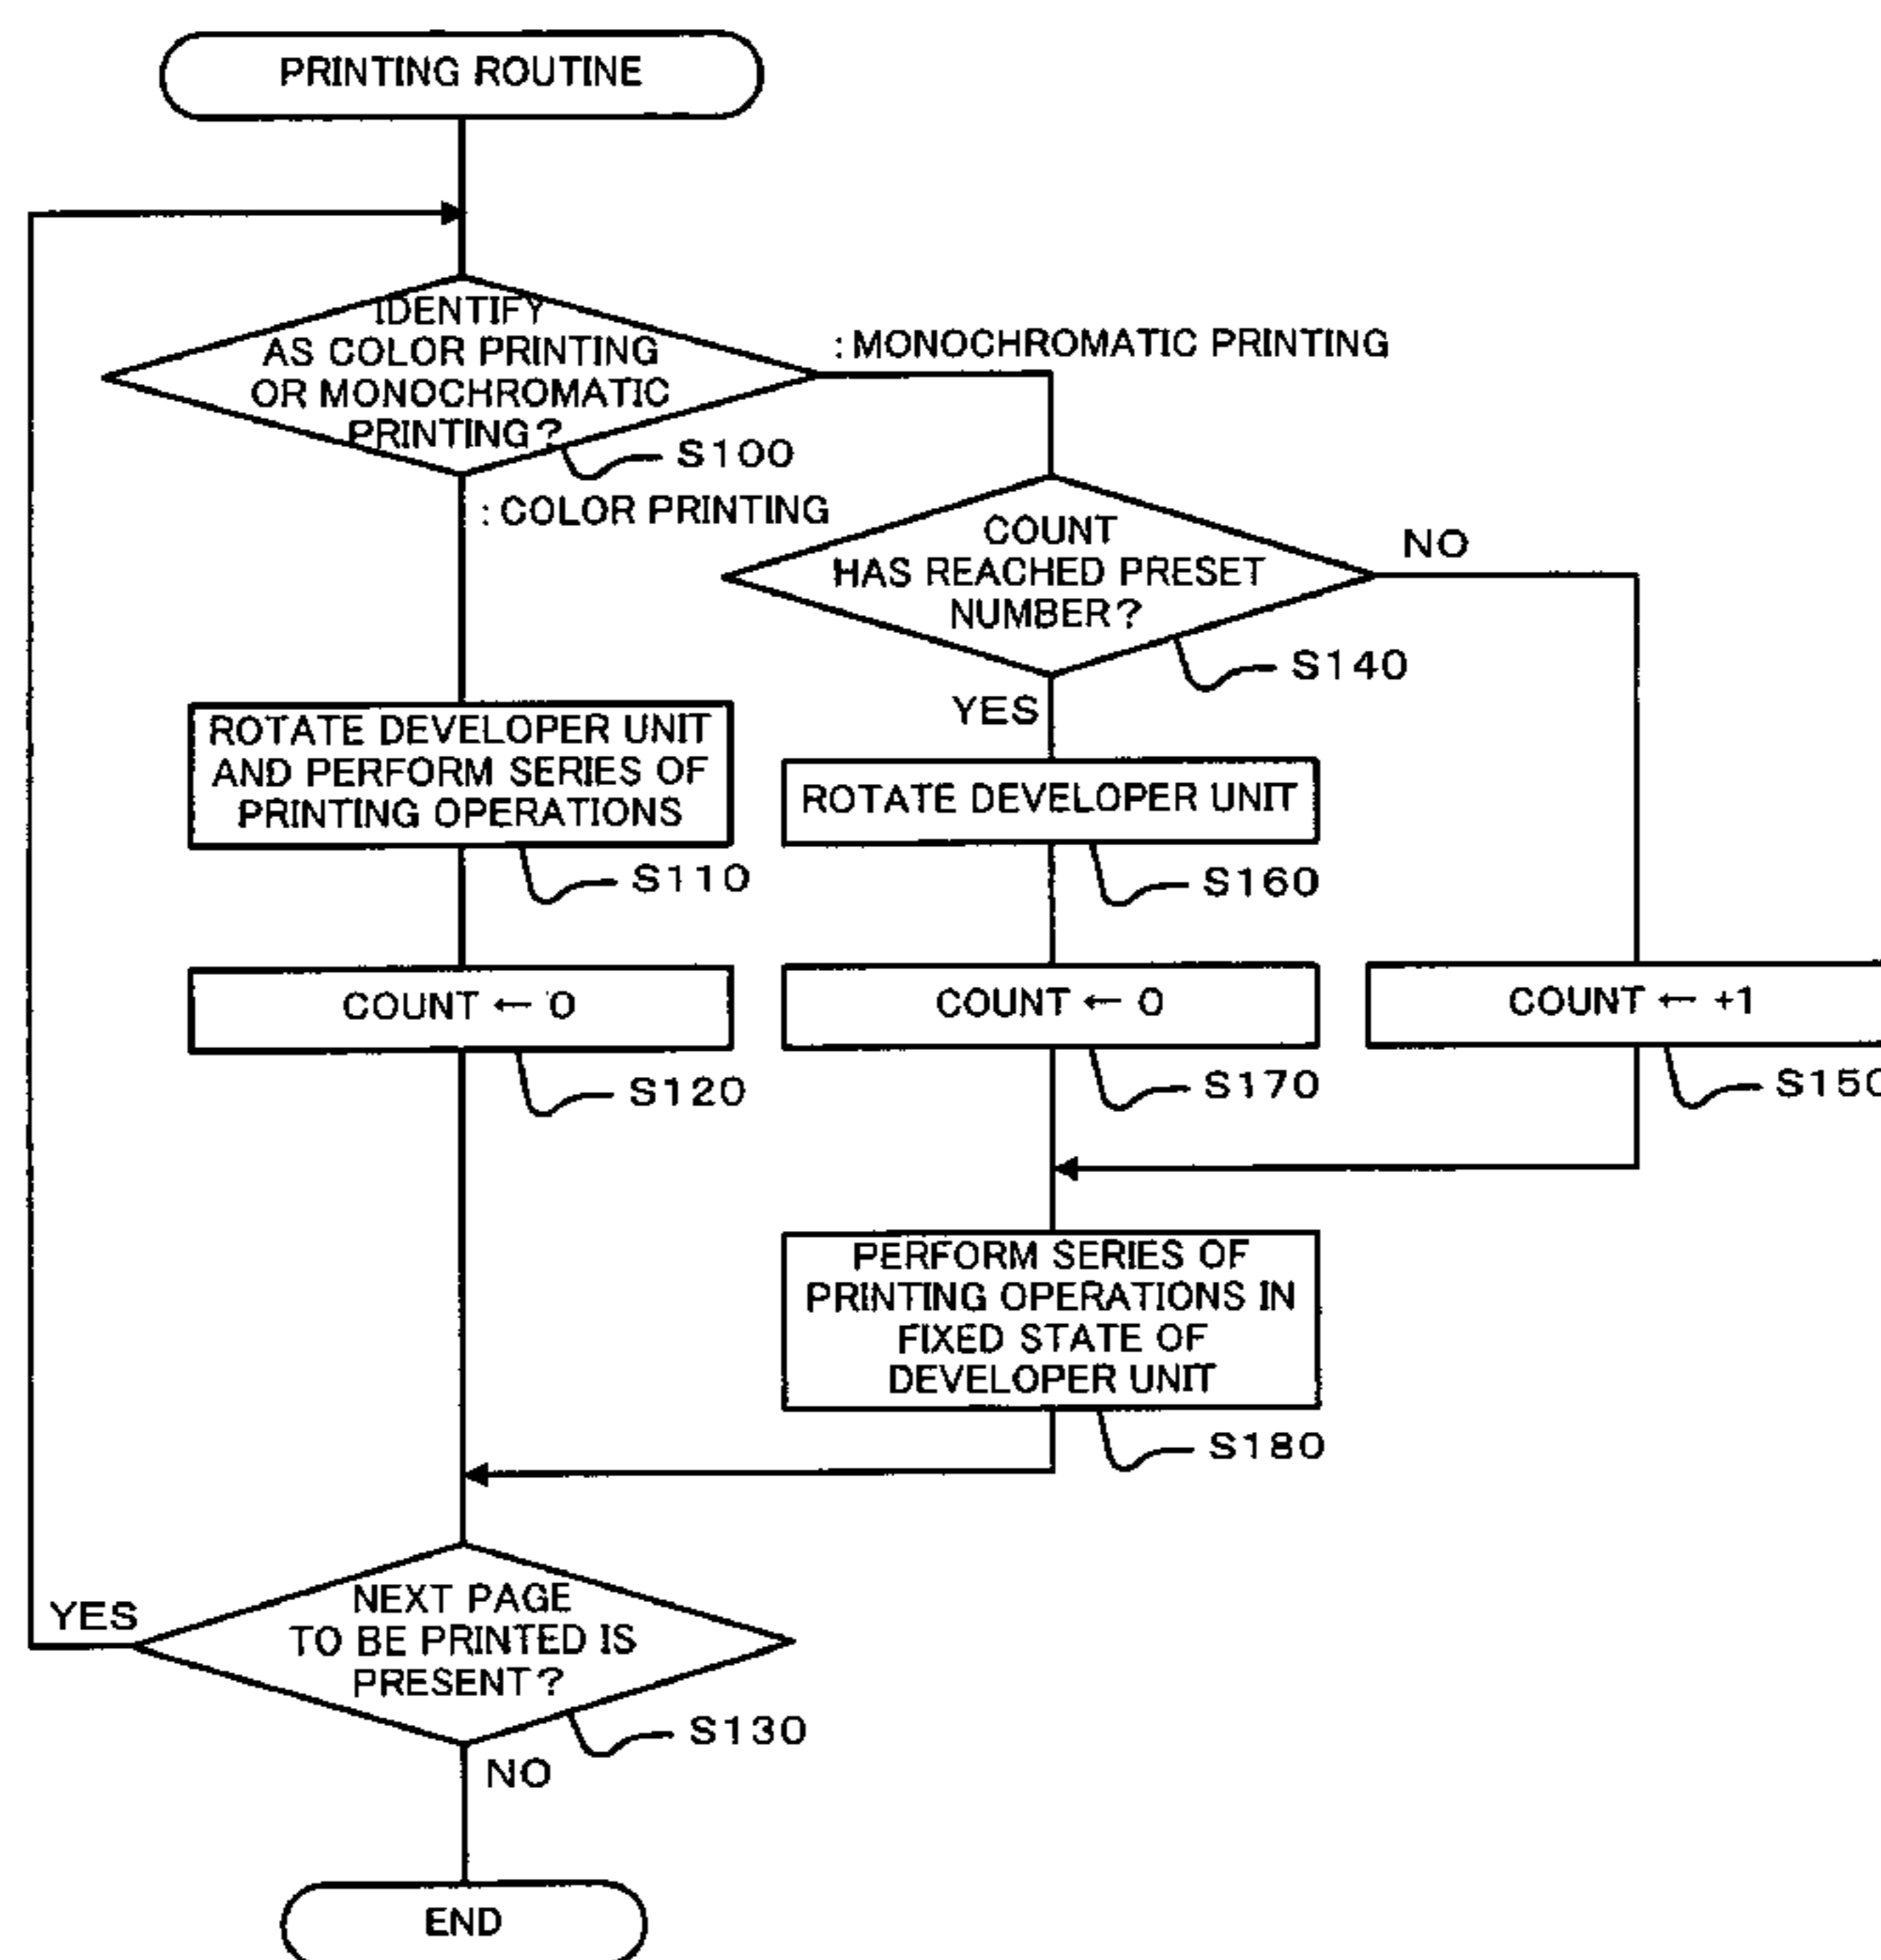 PRINTING ROUTINE
IDENTIFY
AS COLOR PRINTING
OR MONOCHROMATIC
PRINTING?
: MONOCHROMATIC PRINTING
S100
: COLOR PRINTING
COUNT
HAS REACHED PRESET
NUMBER?
NO
S140
YES
ROTATE DEVELOPER UNIT
AND PERFORM SERIES OF
PRINTING OPERATIONS
S110
ROTATE DEVELOPER UNIT
S160
COUNT ← 0
S120
COUNT ← 0
S170
COUNT ← +1
S150
PERFORM SERIES OF
PRINTING OPERATIONS IN
FIXED STATE OF
DEVELOPER UNIT
S180
NEXT PAGE
TO BE PRINTED IS
PRESENT?
YES
S130
NO
END